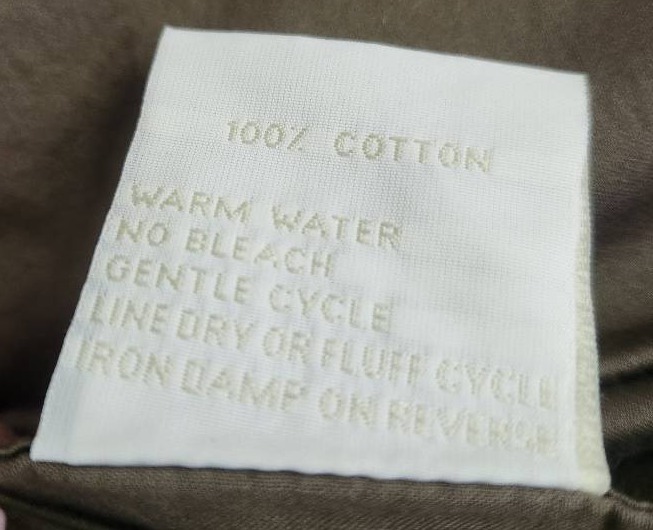 100% COTTON
WARM WATER
NO BLEACH
GENTLE CYCLE
LINE DRY OR FLUFF CYCLE
IRON DAMP ON REVERSE